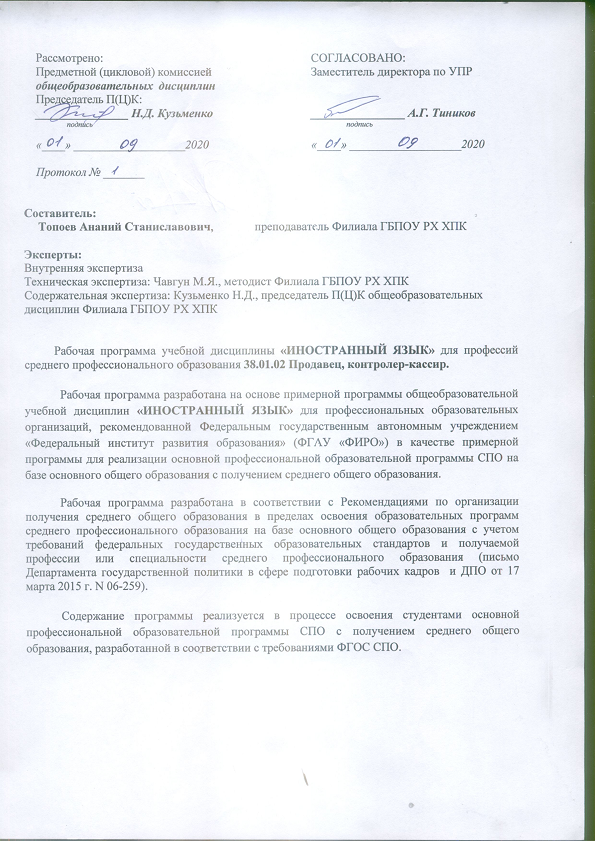 Рассмотрено:
Предметной (цикловой) комиссией
общеобразовательных дисциплин
Председатель П(Ц)К:
Н.Д. Кузьменко
подпись
«01» 09 2020
Протокол № 1
СОГЛАСОВАНО:
Заместитель директора по УПР
А.Г. Тиников
подпись
«01» 09 2020
Составитель:
Топоев Ананий Станиславович, преподаватель Филиала ГБПОУ РХ ХПК
Эксперты:
Внутренняя экспертиза
Техническая экспертиза: Чавгун М.Я., методист Филиала ГБПОУ РХ ХПК
Содержательная экспертиза: Кузьменко Н.Д., председатель П(Ц)К общеобразовательных
дисциплин Филиала ГБПОУ РХ ХПК
Рабочая программа учебной дисциплины «ИНОСТРАННЫЙ ЯЗЫК» для профессий
среднего профессионального образования 38.01.02 Продавец, контролер-кассир.
Рабочая программа разработана на основе примерной программы общеобразовательной
учебной дисциплин «ИНОСТРАННЫЙ ЯЗЫК» для профессиональных образовательных
организаций, рекомендованной Федеральным государственным автономным учреждением
«Федеральный институт развития образования» (ФГАУ «ФИРО») в качестве примерной
программы для реализации основной профессиональной образовательной программы СПО на
базе основного общего образования с получением среднего общего образования.
Рабочая программа разработана в соответствии с Рекомендациями по организации
получения среднего общего образования в пределах освоения образовательных программ
среднего профессионального образования на базе основного общего образования с учетом
требований федеральных государственных образовательных стандартов и получаемой
профессии или специальности среднего профессионального образования (письмо
Департамента государственной политики в сфере подготовки рабочих кадров и ДПО от 17
марта 2015 г. N 06-259).
Содержание программы реализуется в процессе освоения студентами основной
профессиональной образовательной программы СПО с получением среднего общего
образования, разработанной в соответствии с требованиями ФГОС СПО.